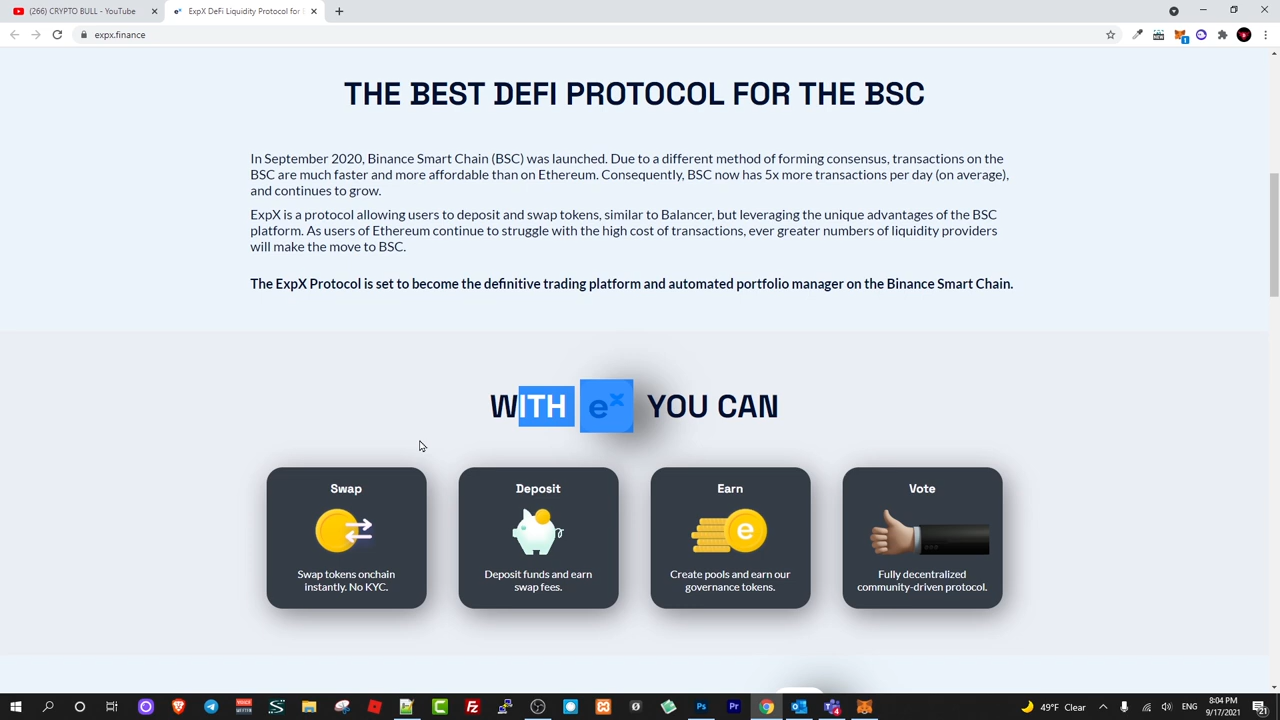 (266) CRYPTO BULL - YouTube
ExpX DeFi Liquidity Protocol for
expx.finance
1
THE BEST DEFI PROTOCOL FOR THE BSC
In September 2020, Binance Smart Chain (BSC) was launched. Due to a different method of forming consensus, transactions on the
BSC are much faster and more affordable than on Ethereum. Consequently, BSC now has 5x more transactions per day (on average),
and continues to grow.
ExpX is a protocol allowing users to deposit and swap tokens, similar to Balancer, but leveraging the unique advantages of the BSC
platform. As users of Ethereum continue to struggle with the high cost of transactions, ever greater numbers of liquidity providers
will make the move to BSC.
The ExpX Protocol is set to become the definitive trading platform and automated portfolio manager on the Binance Smart Chain.
WITH eX YOU CAN
Swap
Deposit
Earn
Vote
e
Swap tokens onchain
instantly. No KYC.
Deposit funds and earn
swap fees.
Create pools and earn our
governance tokens.
Fully decentralized
community-driven protocol.
49°F Clear
8:04 PM
9/17/2021